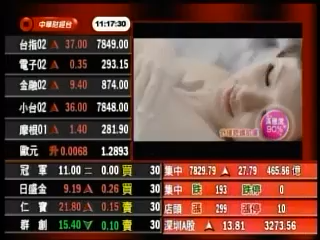 中華財經台 11:17:30
台指02 ▲ 37.00 7849.00
電子02 ▲ 0.35 293.15
金融02 ▲ 9.40 874.00
小台02 ▲ 36.00 7848.00
摩根01 ▲ 1.40 281.90
歐元 升 0.0068 1.2893
滿意度
90%
冠軍 11.00 = 0.00 買 30 集中 7829.79 ▲ 27.79 465.86 億
日盛金 9.19 ▲ 0.26 買 30 集中 跌 193 跌停 0
仁寶 21.80 ▲ 0.15 賣 30 店頭 漲 299 漲停 10
群創 15.40 ▼ 0.10 賣 30 深圳A股 ▲ 13.81 3273.56